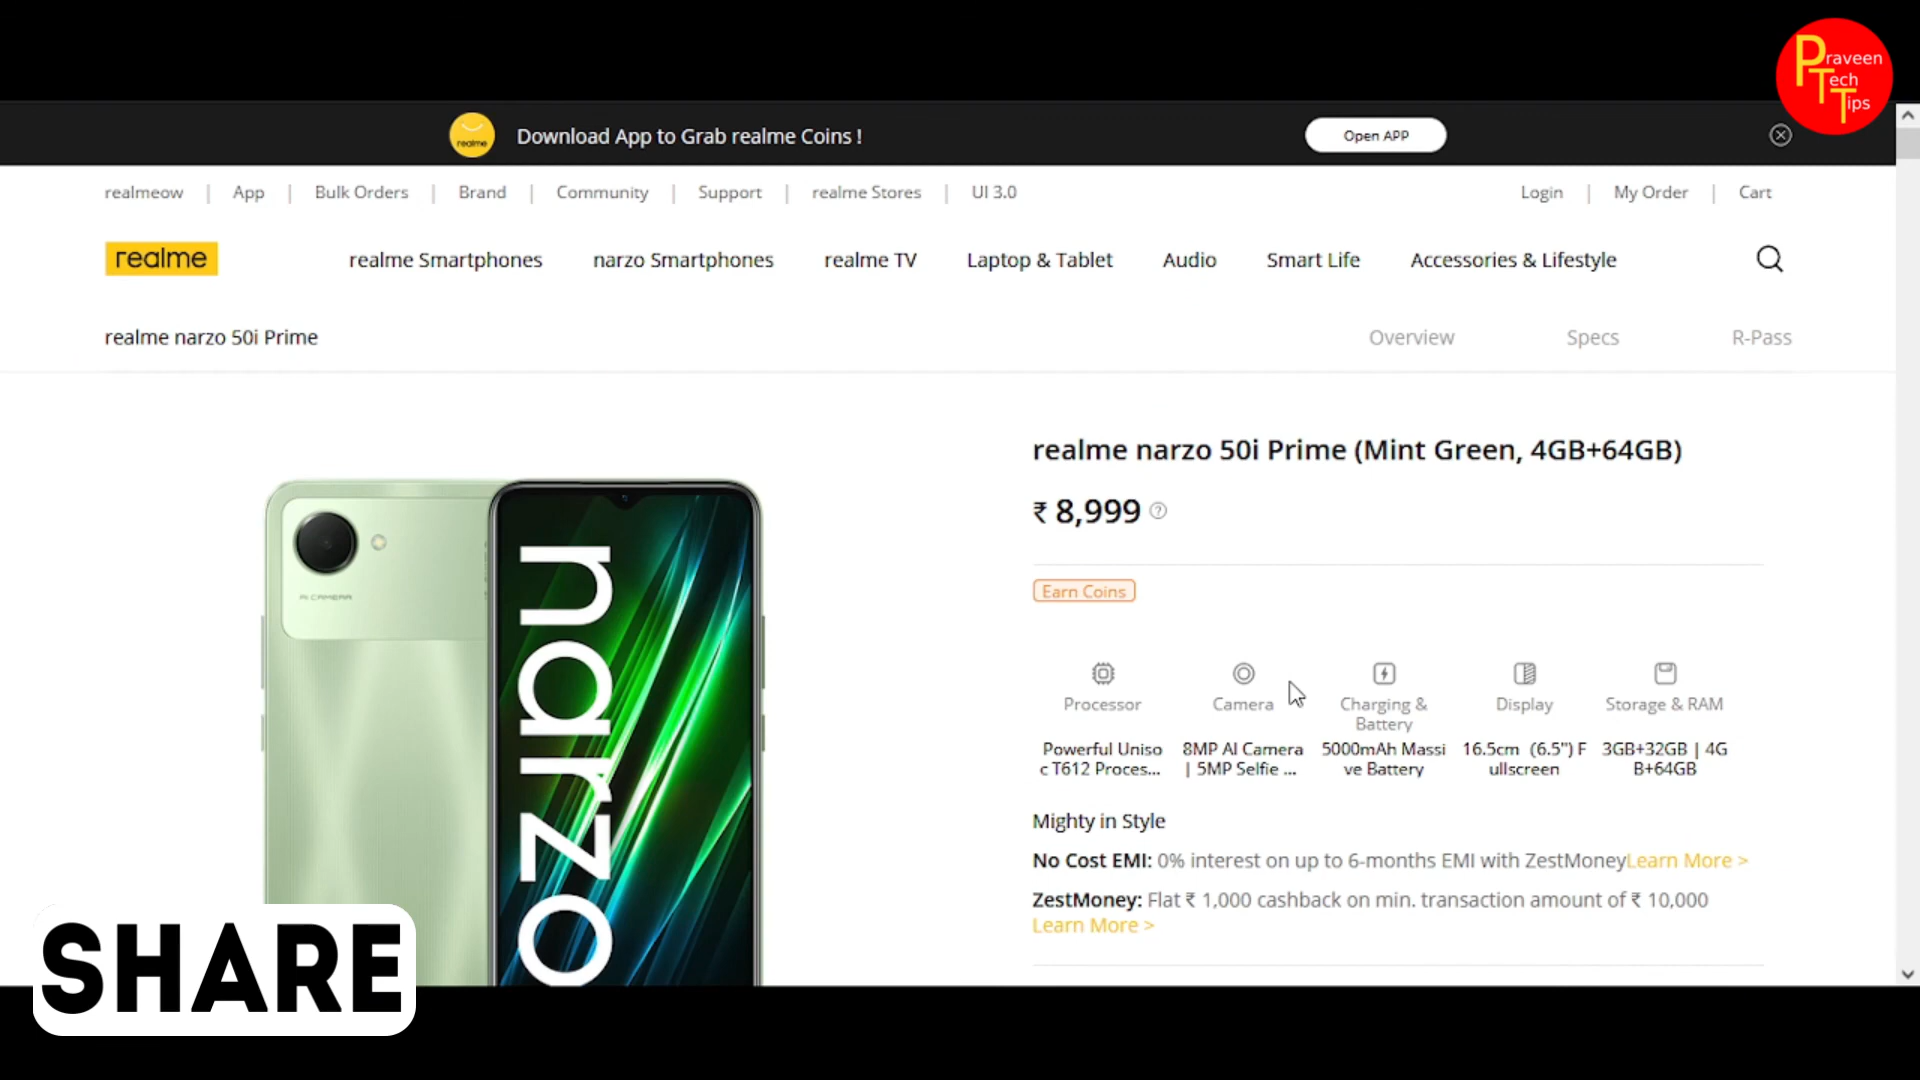 Praveen
Tech
Tips
realme
Download App to Grab realme Coins !
Open APP
realmeow | App | Bulk Orders | Brand | Community | Support | realme Stores | UI 3.0
Login | My Order | Cart
realme
realme Smartphones
narzo Smartphones
realme TV
Laptop & Tablet
Audio
Smart Life
Accessories & Lifestyle
realme narzo 50i Prime
Overview
Specs
R-Pass
realme narzo 50i Prime (Mint Green, 4GB+64GB)
₹ 8,999
Earn Coins
AI CAMERA
narzo
Processor
Powerful Uniso
c T612 Proces...
Camera
8MP AI Camera
| 5MP Selfie ...
Charging &
Battery
5000mAh Massi
ve Battery
Display
16.5cm (6.5") F
ullscreen
Storage & RAM
3GB+32GB | 4G
B+64GB
Mighty in Style
No Cost EMI: 0% interest on up to 6-months EMI with ZestMoneyLearn More >
ZestMoney: Flat ₹ 1,000 cashback on min. transaction amount of ₹ 10,000
Learn More >
SHARE